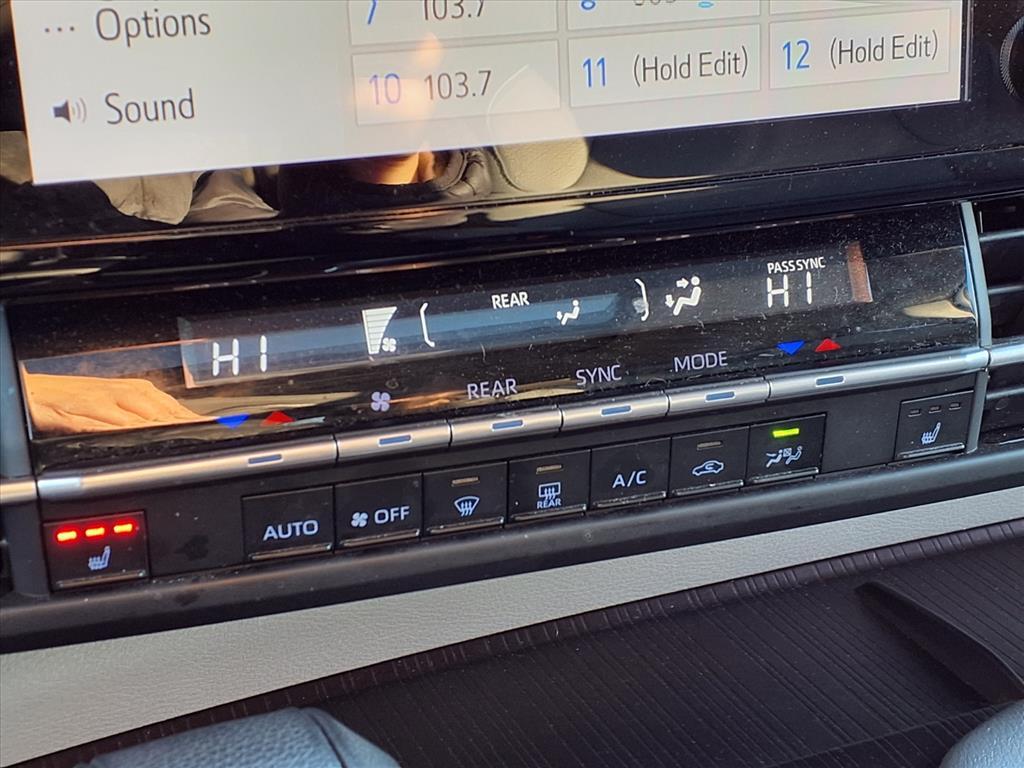 Options
7 103.7
8
Sound
10 103.7
11 (Hold Edit)
12 (Hold Edit)
HI
REAR
PASS SYNC
HI
REAR
SYNC
MODE
AUTO
OFF
REAR
A/C